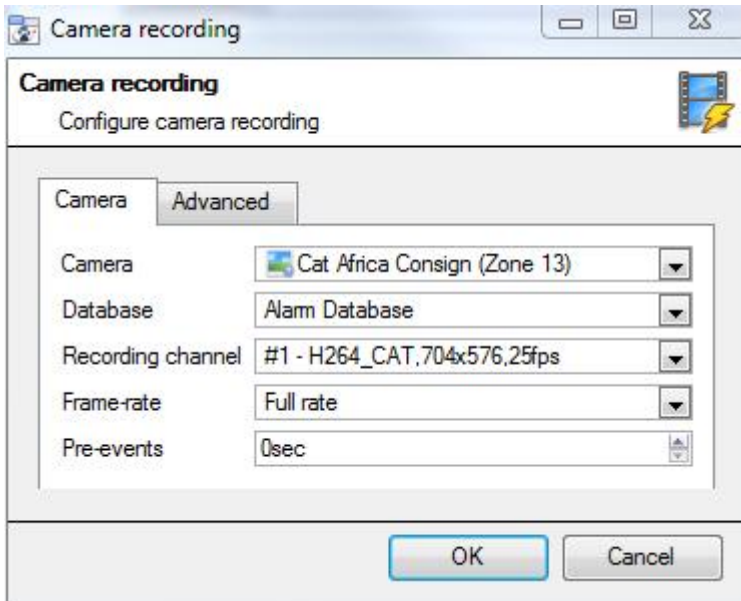 Camera recording
Camera recording
Configure camera recording
Camera Advanced
Camera Cat Africa Consign (Zone 13)
Database Alarm Database
Recording channel #1 - H264_CAT,704x576,25fps
Frame-rate Full rate
Pre-events 0sec
OK Cancel